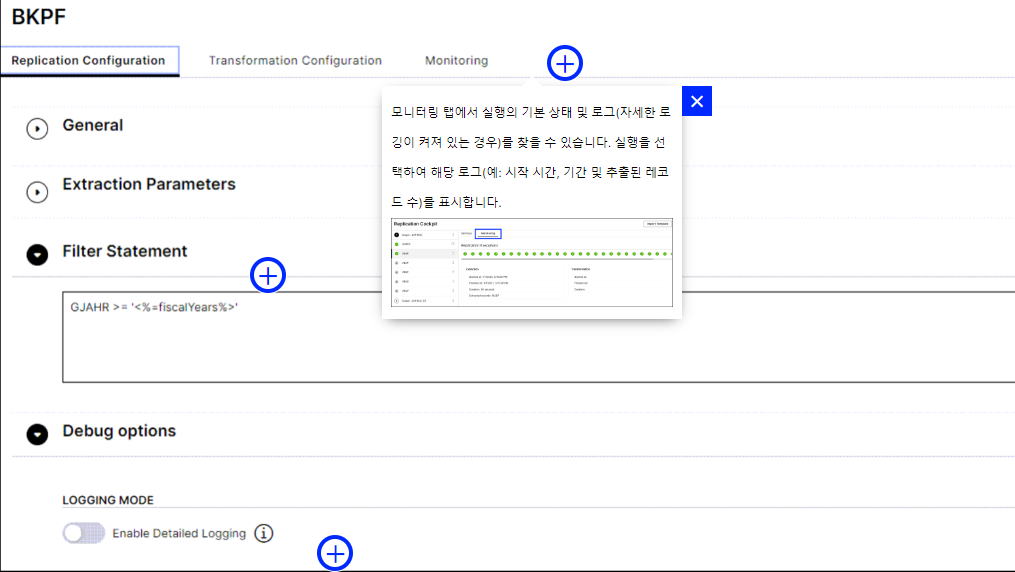 BKPF
Replication Configuration
Transformation Configuration
Monitoring
모니터링 탭에서 실행의 기본 상태 및 로그(자세한 로
깅이 켜져 있는 경우)를 찾을 수 있습니다. 실행을 선
택하여 해당 로그(예: 시작 시간, 기간 및 추출된 레코
드 수)를 표시합니다.
Replication Cockpit
Monitoring
Replication Executions
General
Extraction Parameters
Filter Statement
GJAHR >= '<%=fiscalYears%>'
Debug options
LOGGING MODE
Enable Detailed Logging